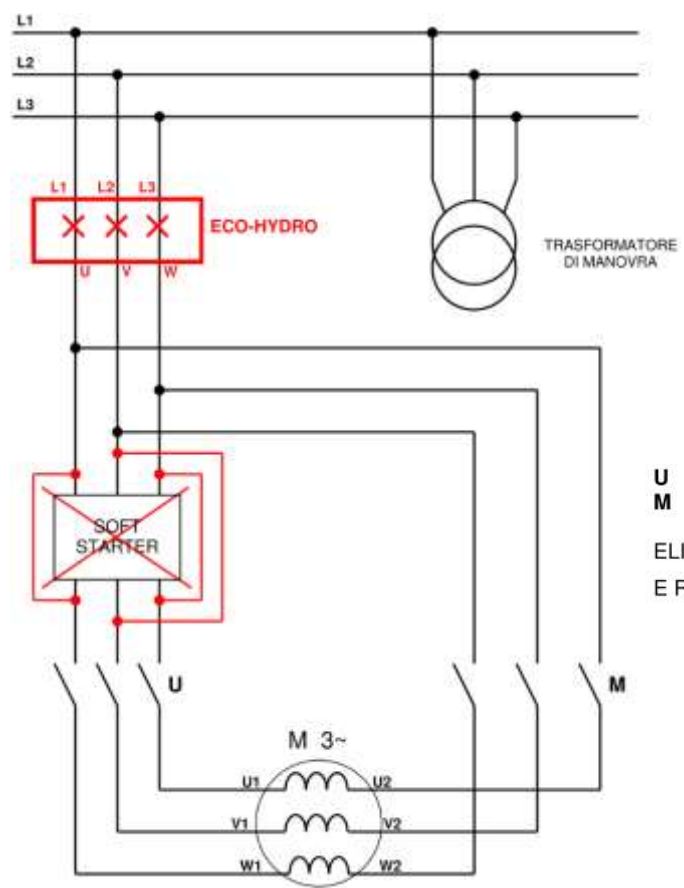 L1
L2
L3
L1 L2 L3
ECO-HYDRO
U V W
TRASFORMATORE
DI MANOVRA
SOFT
STARTER
U
M
ELI
E R
U
M
M 3~
U1 U2
V1 V2
W1 W2